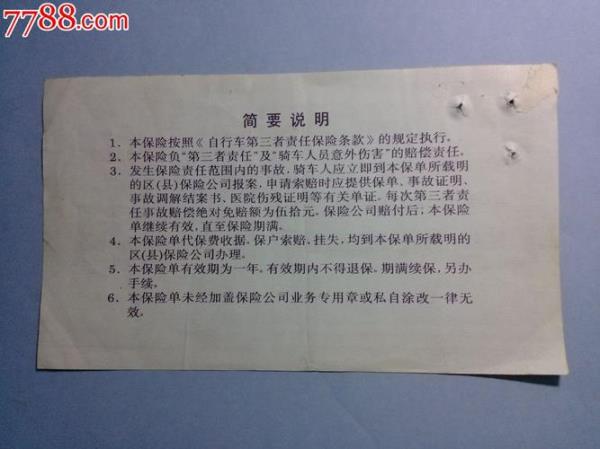 7788.com
简要说明
1. 本保险按照《自行车第三者责任保险条款》的规定执行。
2. 本保险负"第三者责任"及"骑车人员意外伤害"的赔偿责任。
3. 发生保险责任范围内的事故, 骑车人应立即到本保单所载明
的区(县)保险公司报案, 申请索赔时应提供保单、事故证明、
事故调解结案书、医院伤残证明等有关单证。每次第三者责
任事故赔偿绝对免赔额为伍拾元。保险公司赔付后; 本保险
单继续有效, 直至保险期满。
4. 本保险单代保费收据。保户索赔、挂失, 均到本保单所载明的
区(县)保险公司办理。
5. 本保险单有效期为一年。有效期内不得退保。期满续保, 另办
手续。
6. 本保险单未经加盖保险公司业务专用章或私自涂改一律无
效。